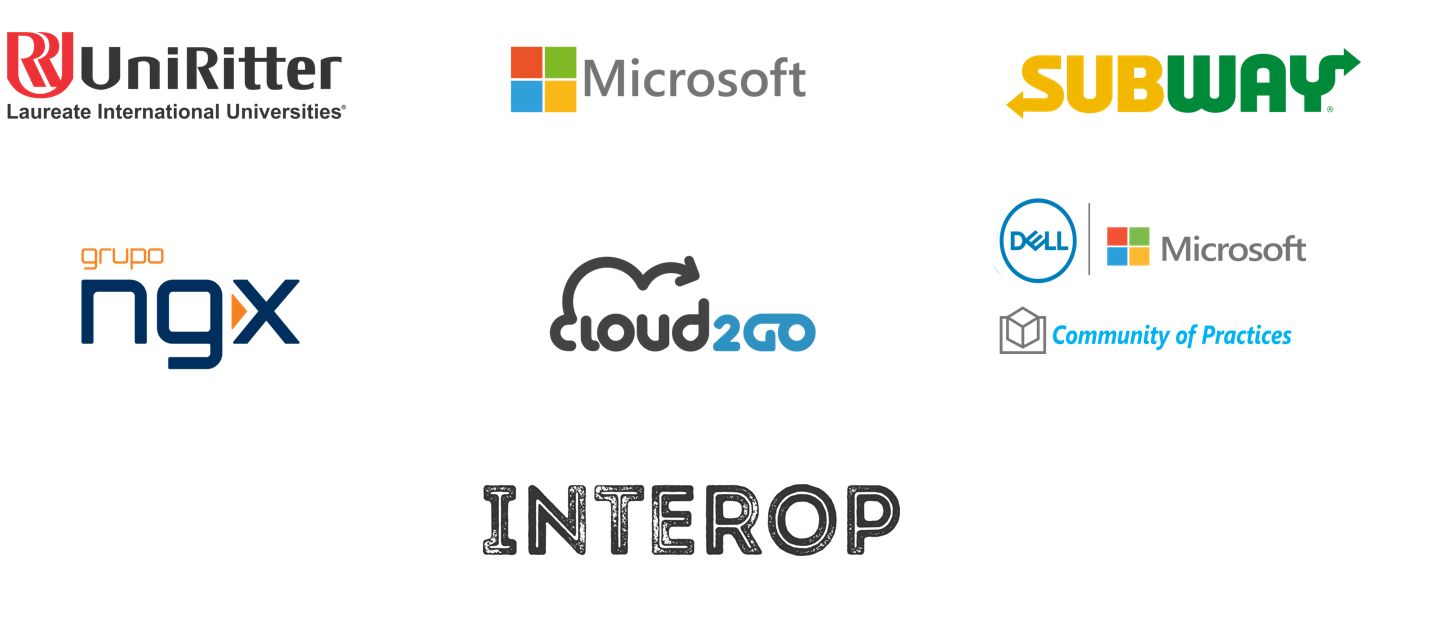 UniRitter
Laureate International Universities®
Microsoft
SUBWAY®
grupo
ngx
cloud2GO
DELL
Microsoft
Community of Practices
INTEROP